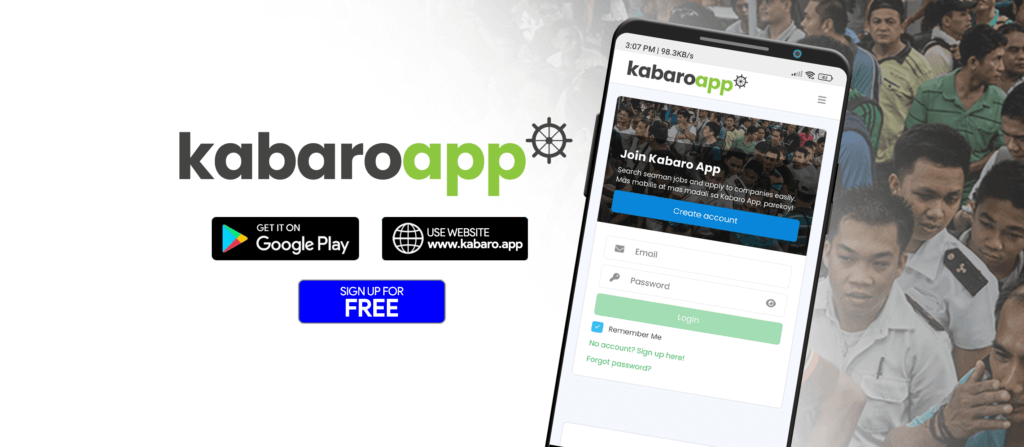 kabaroapp
GET IT ON
Google Play
USE WEBSITE
www.kabaro.app
SIGN UP FOR
FREE
3:07 PM | 98.3KB/s
62
kabaroapp
Join Kabaro App
Search seaman jobs and apply to companies easily.
Mas mabilis at mas madali sa Kabaro App, parekoy!
Create account
Email
Password
Login
Remember Me
No account? Sign up here!
Forgot password?